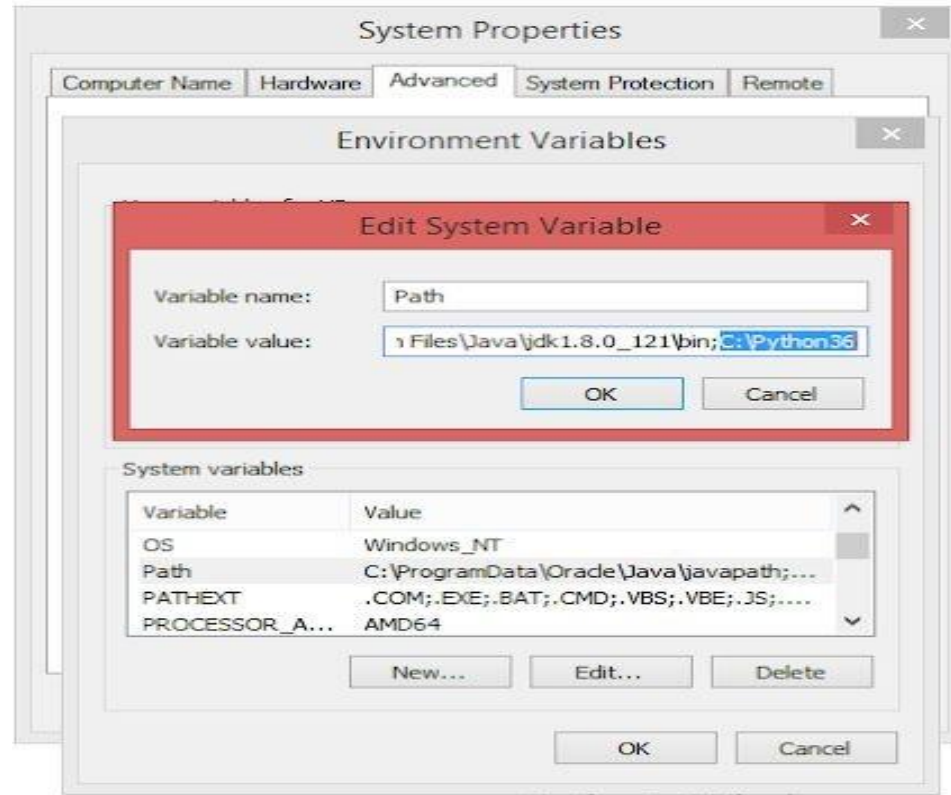 System Properties
Computer Name Hardware Advanced System Protection Remote
Environment Variables
Edit System Variable
Variable name: Path
Variable value: n Files\Java\jdk1.8.0_121\bin;C:\Python36
OK Cancel
System variables
Variable Value
OS Windows_NT
Path C:\ProgramData\Oracle\Java\javapath;...
PATHEXT .COM;.EXE;.BAT;.CMD;.VBS;.VBE;.JS;....
PROCESSOR_A... AMD64
New... Edit... Delete
OK Cancel